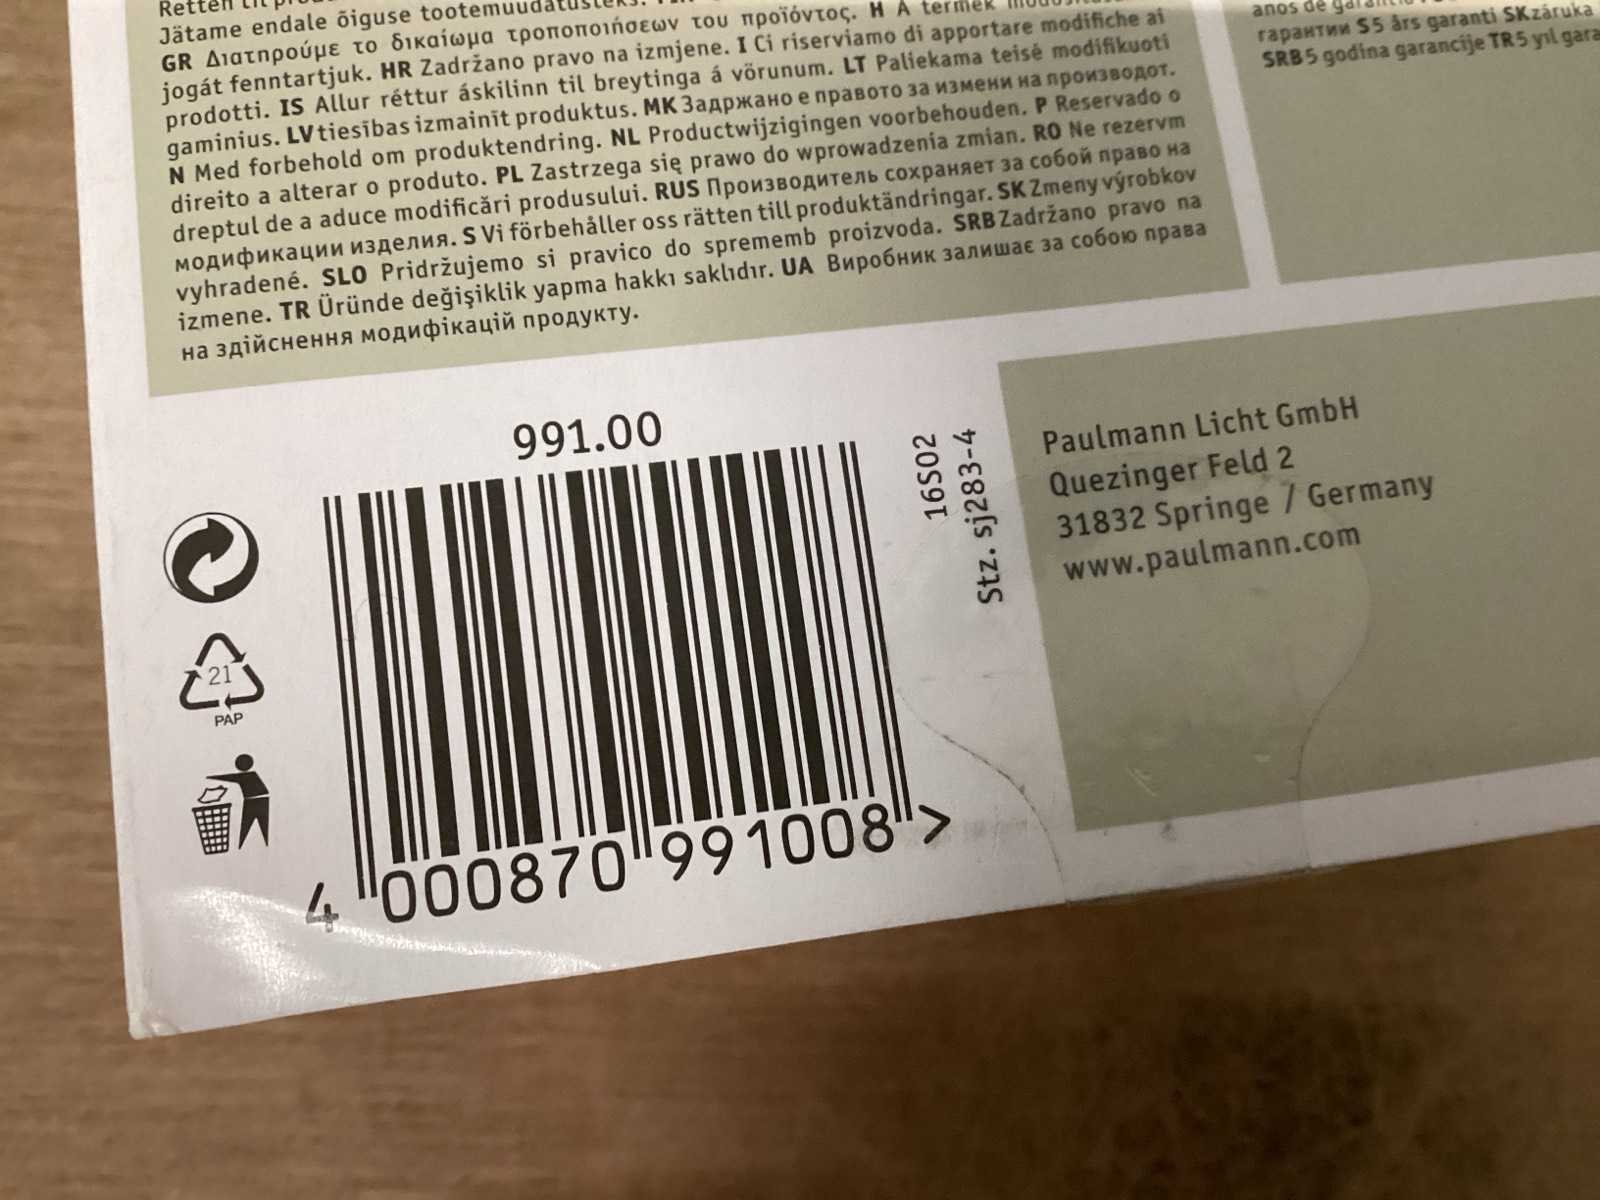 Retten til
Jätame endale õiguse tootemuudatusteks.
GR Διατηρούμε το δικαίωμα τροποποιήσεων του προϊόντος. H A termék
jogát fenntartjuk. HR Zadržano pravo na izmjene. I Ci riserviamo di apportare modifiche ai
prodotti. IS Allur réttur áskilinn til breytinga á vörunum. LT Paliekama teisė modifikuoti
gaminius. LV tiesības izmainīt produktus. MK Задржано е правото за измени на производот.
N Med forbehold om produktendring. NL Productwijzigingen voorbehouden. P Reservado o
direito a alterar o produto. PL Zastrzega się prawo do wprowadzenia zmian. RO Ne rezervm
dreptul de a aduce modificări produsului. RUS Производитель сохраняет за собой право на
модификации изделия. S Vi förbehåller oss rätten till produktändringar. SK Zmeny výrobkov
vyhradené. SLO Pridržujemo si pravico do sprememb proizvoda. SRB Zadržano pravo na
izmene. TR Üründe değişiklik yapma hakkı saklıdır. UA Виробник залишає за собою права
на здійснення модифікацій продукту.
anos de
гарантии S 5 års garanti SK záruka
SRB 5 godina garancije TR 5 yıl
991.00
16S02
Stz. sj283-4
21
PAP
4 000870 991008 >
Paulmann Licht GmbH
Quezinger Feld 2
31832 Springe / Germany
www.paulmann.com